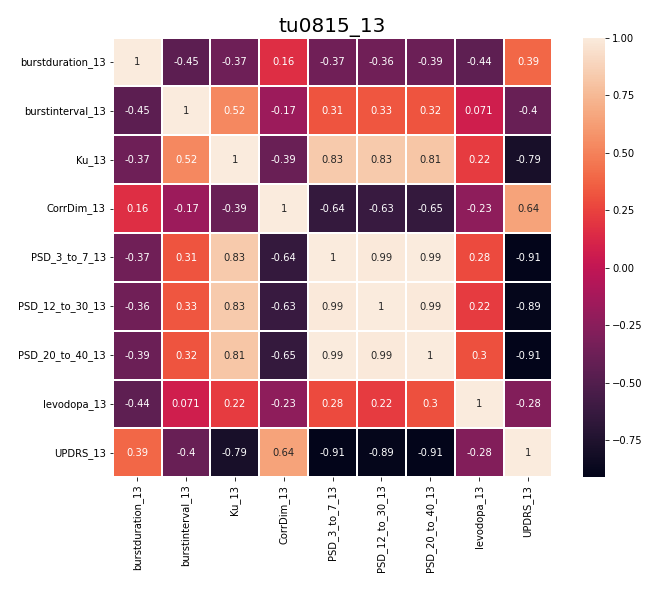 tu0815_13
burstduration_13 1 -0.45 -0.37 0.16 -0.37 -0.36 -0.39 -0.44 0.39
burstinterval_13 -0.45 1 0.52 -0.17 0.31 0.33 0.32 0.071 -0.4
Ku_13 -0.37 0.52 1 -0.39 0.83 0.83 0.81 0.22 -0.79
CorrDim_13 0.16 -0.17 -0.39 1 -0.64 -0.63 -0.65 -0.23 0.64
PSD_3_to_7_13 -0.37 0.31 0.83 -0.64 1 0.99 0.99 0.28 -0.91
PSD_12_to_30_13 -0.36 0.33 0.83 -0.63 0.99 1 0.99 0.22 -0.89
PSD_20_to_40_13 -0.39 0.32 0.81 -0.65 0.99 0.99 1 0.3 -0.91
levodopa_13 -0.44 0.071 0.22 -0.23 0.28 0.22 0.3 1 -0.28
UPDRS_13 0.39 -0.4 -0.79 0.64 -0.91 -0.89 -0.91 -0.28 1
burstduration_13
burstinterval_13
Ku_13
CorrDim_13
PSD_3_to_7_13
PSD_12_to_30_13
PSD_20_to_40_13
levodopa_13
UPDRS_13
1.00
0.75
0.50
0.25
0.00
−0.25
−0.50
−0.75